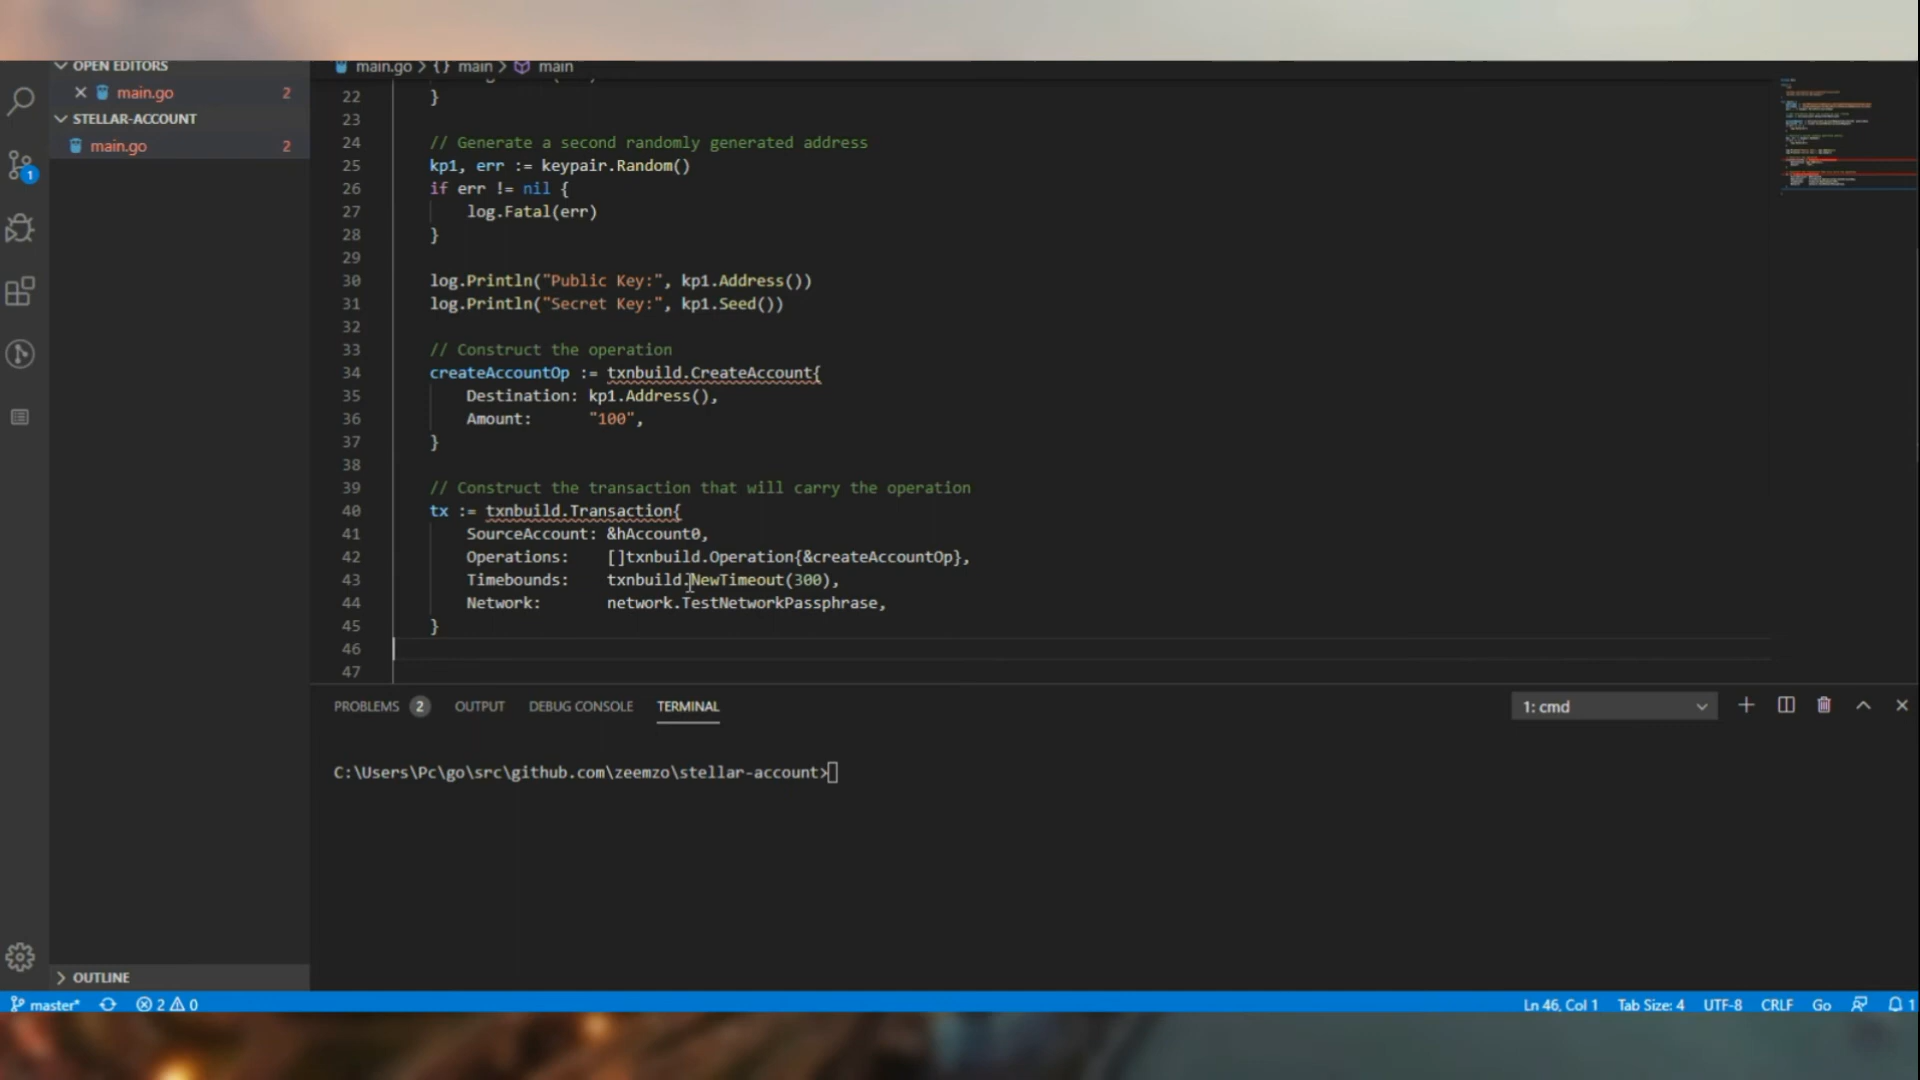 OPEN EDITORS
main.go 2
STELLAR-ACCOUNT
main.go 2
1
OUTLINE
main.go > {} main > main
22 }
23
24 // Generate a second randomly generated address
25 kp1, err := keypair.Random()
26 if err != nil {
27 log.Fatal(err)
28 }
29
30 log.Println("Public Key:", kp1.Address())
31 log.Println("Secret Key:", kp1.Seed())
32
33 // Construct the operation
34 createAccountOp := txnbuild.CreateAccount{
35 Destination: kp1.Address(),
36 Amount: "100",
37 }
38
39 // Construct the transaction that will carry the operation
40 tx := txnbuild.Transaction{
41 SourceAccount: &hAccount0,
42 Operations: []txnbuild.Operation{&createAccountOp},
43 Timebounds: txnbuild.NewTimeout(300),
44 Network: network.TestNetworkPassphrase,
45 }
46
47
PROBLEMS 2 OUTPUT DEBUG CONSOLE TERMINAL 1: cmd
C:\Users\Pc\go\src\github.com\zeemzo\stellar-account>
master* 2 0 Ln 46, Col 1 Tab Size: 4 UTF-8 CRLF Go 1